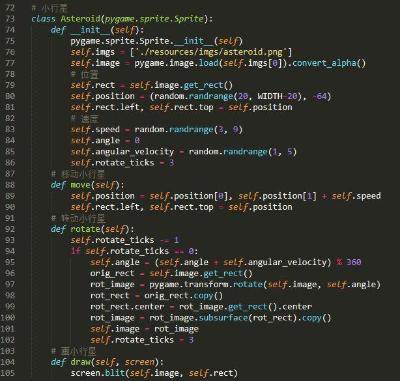 72 # 小行星
73 class Asteroid(pygame.sprite.Sprite):
74 def __init__(self):
75 pygame.sprite.Sprite.__init__(self)
76 self.imgs = ['./resources/imgs/asteroid.png']
77 self.image = pygame.image.load(self.imgs[0]).convert_alpha()
78 # 位置
79 self.rect = self.image.get_rect()
80 self.position = (random.randrange(20, WIDTH-20), -64)
81 self.rect.left, self.rect.top = self.position
82 # 速度
83 self.speed = random.randrange(3, 9)
84 self.angle = 0
85 self.angular_velocity = random.randrange(1, 5)
86 self.rotate_ticks = 3
87 # 移动小行星
88 def move(self):
89 self.position = self.position[0], self.position[1] + self.speed
90 self.rect.left, self.rect.top = self.position
91 # 转动小行星
92 def rotate(self):
93 self.rotate_ticks -= 1
94 if self.rotate_ticks == 0:
95 self.angle = (self.angle + self.angular_velocity) % 360
96 orig_rect = self.image.get_rect()
97 rot_image = pygame.transform.rotate(self.image, self.angle)
98 rot_rect = orig_rect.copy()
99 rot_rect.center = rot_image.get_rect().center
100 rot_image = rot_image.subsurface(rot_rect).copy()
101 self.image = rot_image
102 self.rotate_ticks = 3
103 # 画小行星
104 def draw(self, screen):
105 screen.blit(self.image, self.rect)